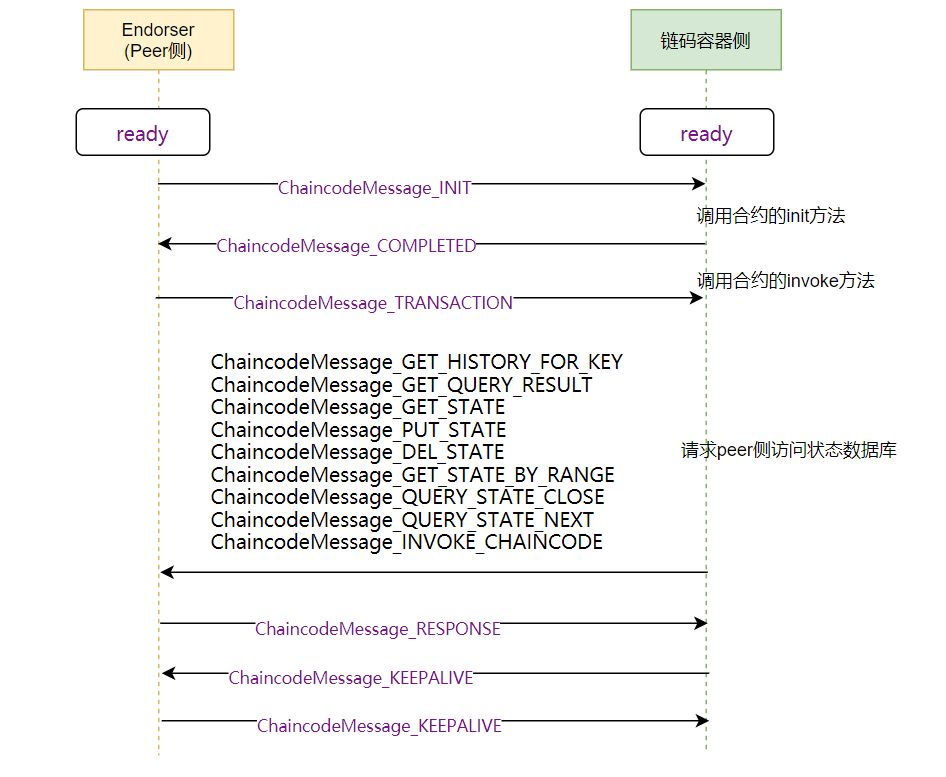 Endorser
(Peer侧)
链码容器侧
ready
ready
ChaincodeMessage_INIT
调用合约的init方法
ChaincodeMessage_COMPLETED
调用合约的invoke方法
ChaincodeMessage_TRANSACTION
ChaincodeMessage_GET_HISTORY_FOR_KEY
ChaincodeMessage_GET_QUERY_RESULT
ChaincodeMessage_GET_STATE
ChaincodeMessage_PUT_STATE
ChaincodeMessage_DEL_STATE
ChaincodeMessage_GET_STATE_BY_RANGE
ChaincodeMessage_QUERY_STATE_CLOSE
ChaincodeMessage_QUERY_STATE_NEXT
ChaincodeMessage_INVOKE_CHAINCODE
请求peer侧访问状态数据库
ChaincodeMessage_RESPONSE
ChaincodeMessage_KEEPALIVE
ChaincodeMessage_KEEPALIVE